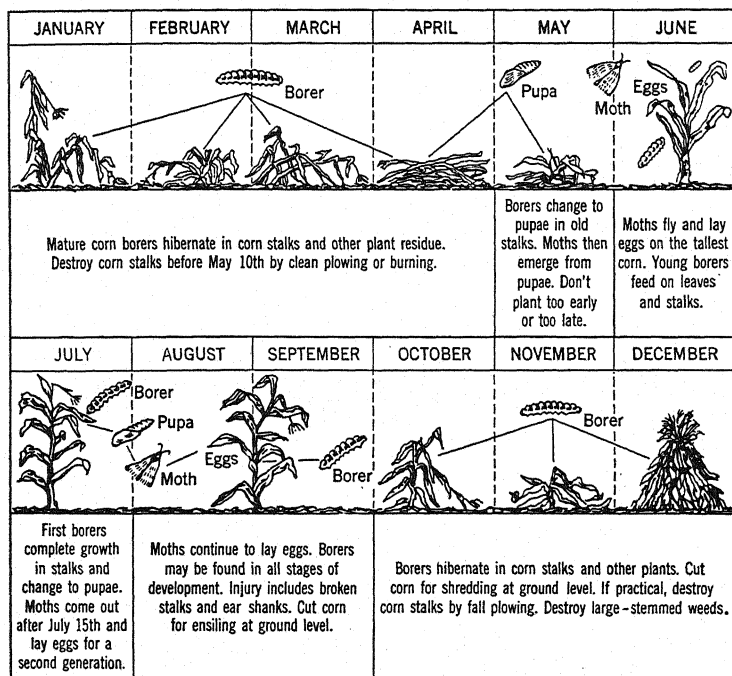 JANUARY
FEBRUARY
MARCH
APRIL
MAY
JUNE
Borer
Pupa
Moth
Eggs
Mature corn borers hibernate in corn stalks and other plant residue.
Destroy corn stalks before May 10th by clean plowing or burning.
Borers change to
pupae in old
stalks. Moths then
emerge from
pupae. Don't
plant too early
or too late.
Moths fly and lay
eggs on the tallest
corn. Young borers
feed on leaves
and stalks.
JULY
AUGUST
SEPTEMBER
OCTOBER
NOVEMBER
DECEMBER
Borer
Pupa
Moth
Eggs
Borer
Borer
First borers
complete growth
in stalks and
change to pupae.
Moths come out
after July 15th and
lay eggs for a
second generation.
Moths continue to lay eggs. Borers
may be found in all stages of
development. Injury includes broken
stalks and ear shanks. Cut corn
for ensiling at ground level.
Borers hibernate in corn stalks and other plants. Cut
corn for shredding at ground level. If practical, destroy
corn stalks by fall plowing. Destroy large-stemmed weeds.